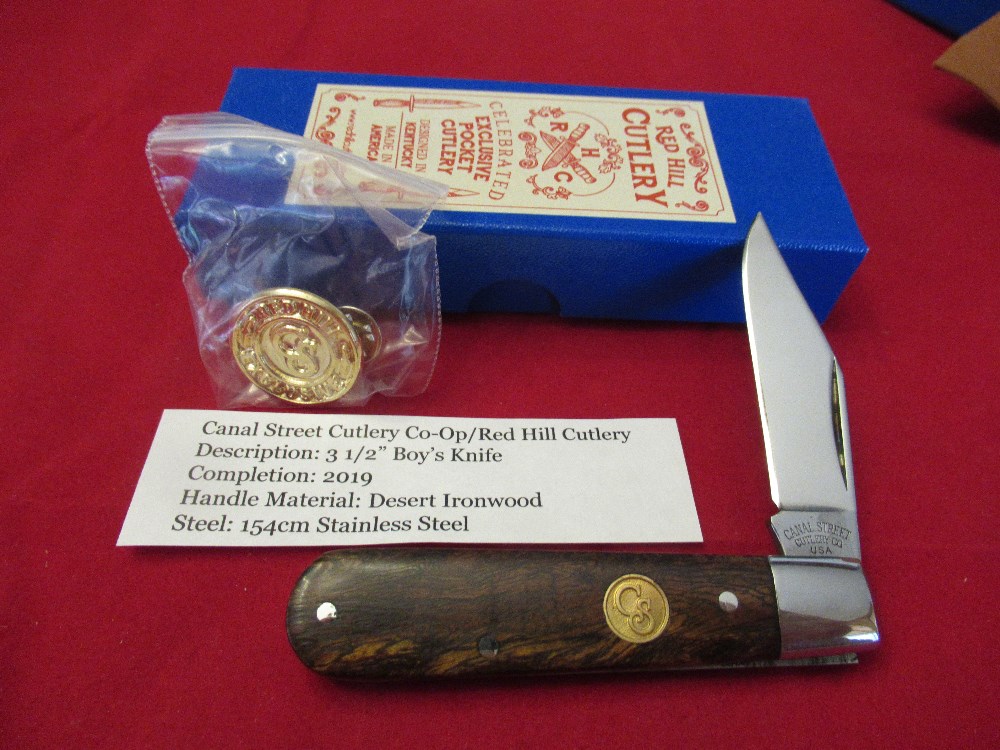 RED HILL
CUTLERY
R H C
CELEBRATED
EXCLUSIVE
POCKET
CUTLERY
DESIGNED IN
KENTUCKY
MADE IN
AMERICA
Canal Street Cutlery Co-Op/Red Hill Cutlery
Description: 3 1/2” Boy's Knife
Completion: 2019
Handle Material: Desert Ironwood
Steel: 154cm Stainless Steel
CANAL STREET
CUTLERY CO
USA
CS